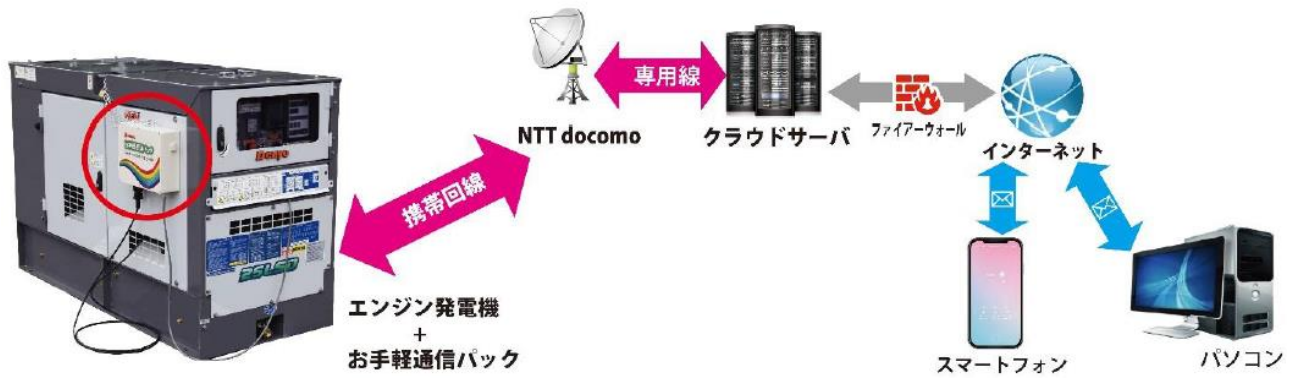 専用線
NTT docomo
クラウドサーバ
ファイアーウォール
インターネット
携帯回線
Denyo
25LSD
エンジン発電機
+
お手軽通信パック
スマートフォン
パソコン